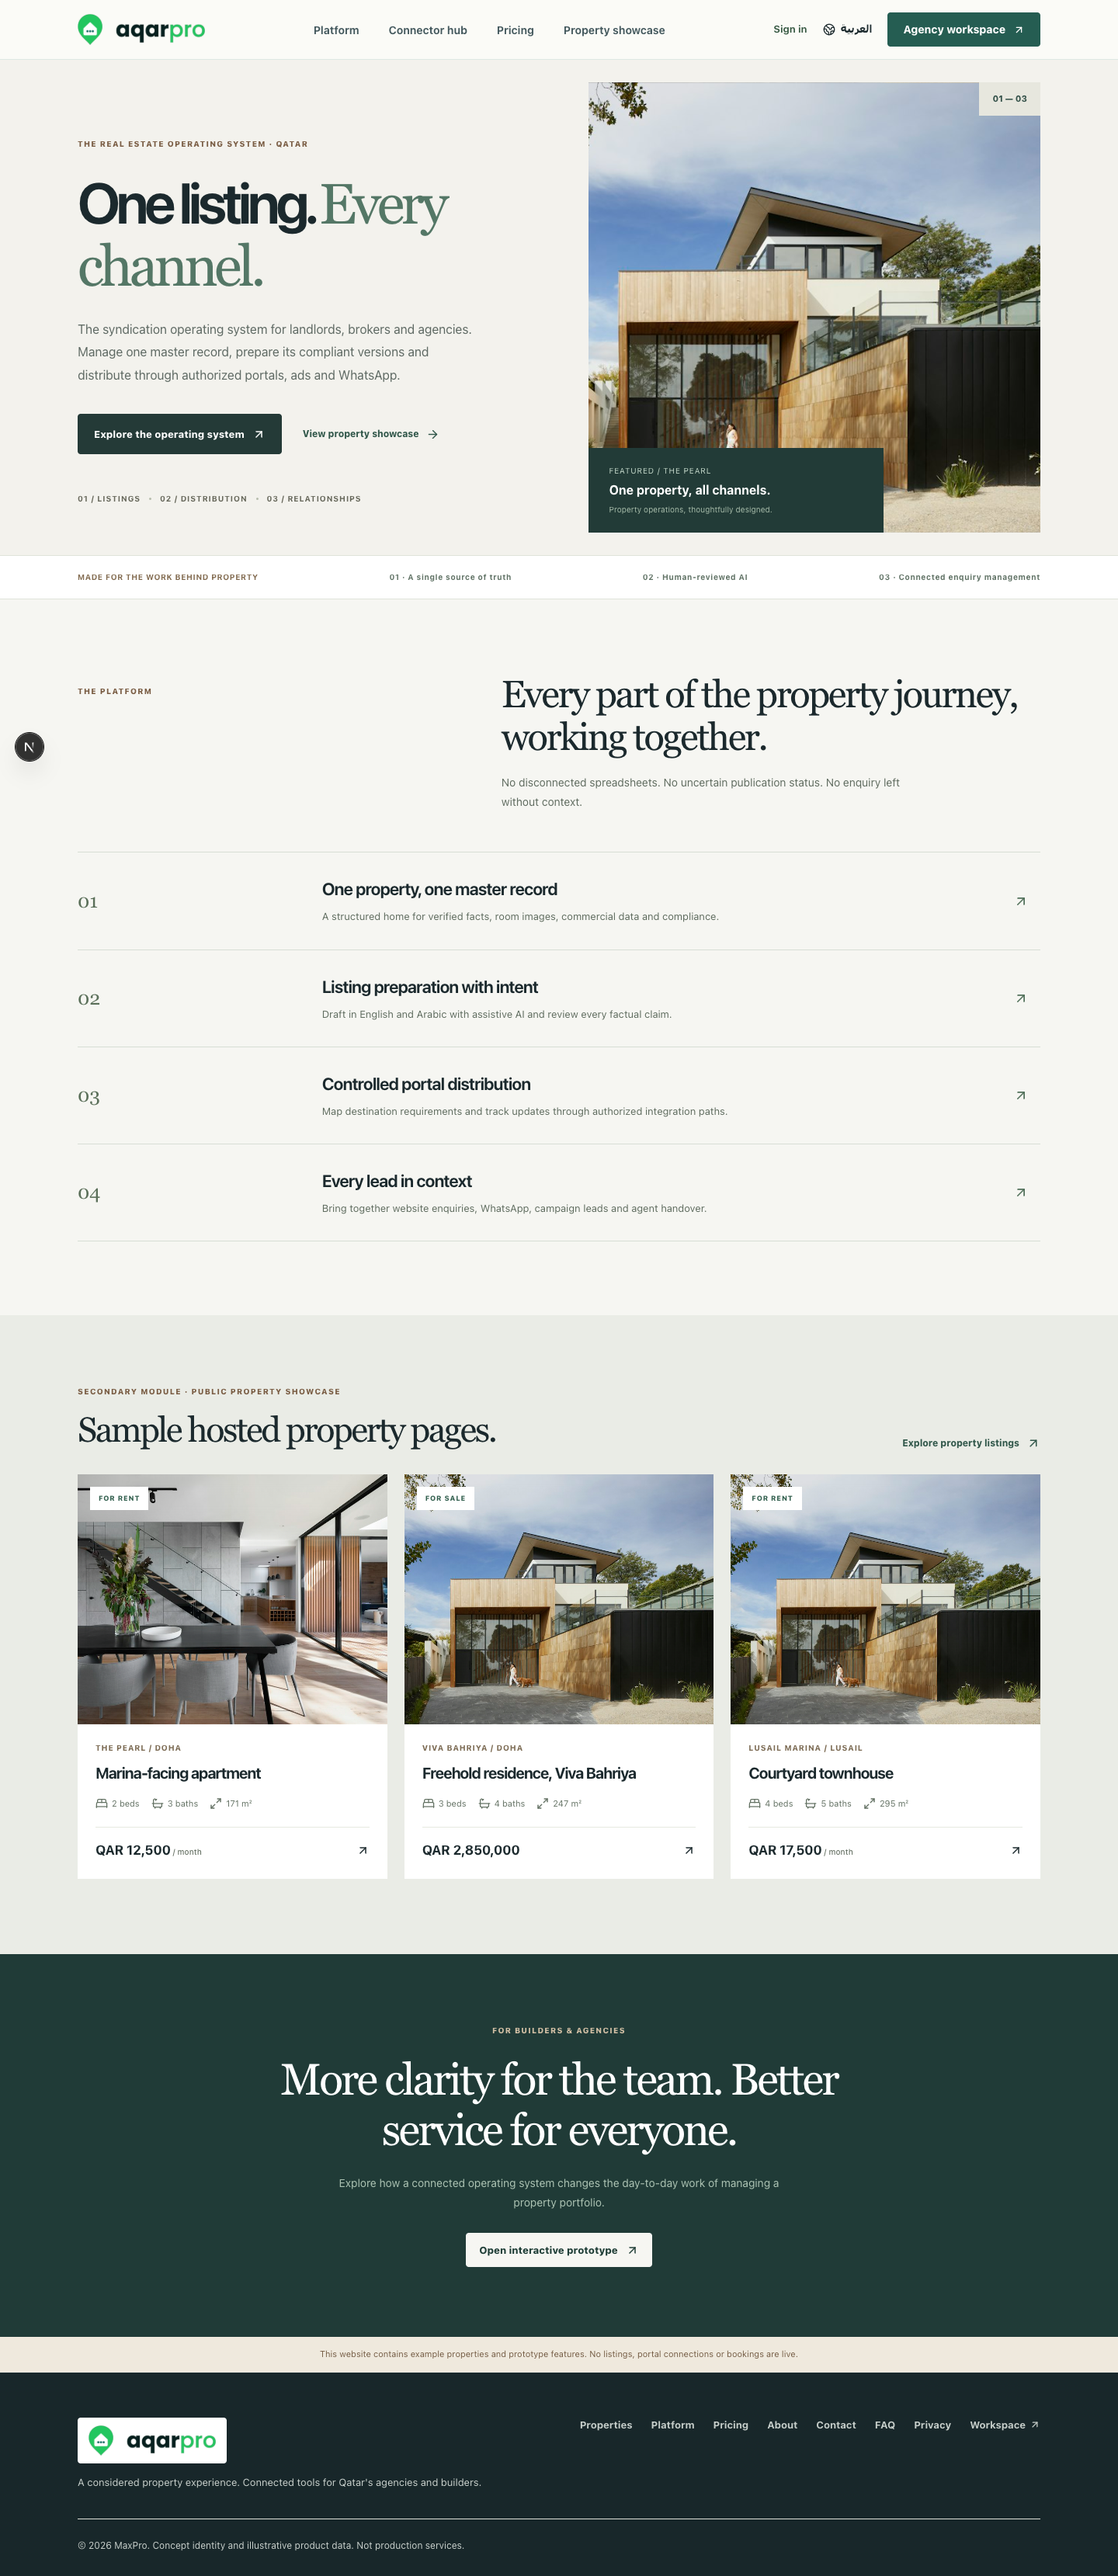 aqarpro
Platform
Connector hub
Pricing
Property showcase
Sign in
العربية
Agency workspace
01 — 03
THE REAL ESTATE OPERATING SYSTEM · QATAR
One listing. Every
channel.
The syndication operating system for landlords, brokers and agencies.
Manage one master record, prepare its compliant versions and
distribute through authorized portals, ads and WhatsApp.
Explore the operating system
View property showcase
01 / LISTINGS • 02 / DISTRIBUTION • 03 / RELATIONSHIPS
FEATURED / THE PEARL
One property, all channels.
Property operations, thoughtfully designed.
MADE FOR THE WORK BEHIND PROPERTY
01 · A single source of truth
02 · Human-reviewed AI
03 · Connected enquiry management
THE PLATFORM
Every part of the property journey,
working together.
No disconnected spreadsheets. No uncertain publication status. No enquiry left
without context.
N
01
One property, one master record
A structured home for verified facts, room images, commercial data and compliance.
02
Listing preparation with intent
Draft in English and Arabic with assistive AI and review every factual claim.
03
Controlled portal distribution
Map destination requirements and track updates through authorized integration paths.
04
Every lead in context
Bring together website enquiries, WhatsApp, campaign leads and agent handover.
SECONDARY MODULE · PUBLIC PROPERTY SHOWCASE
Sample hosted property pages.
Explore property listings
FOR RENT
THE PEARL / DOHA
Marina-facing apartment
2 beds 3 baths 171 m²
QAR 12,500 / month
FOR SALE
VIVA BAHRIYA / DOHA
Freehold residence, Viva Bahriya
3 beds 4 baths 247 m²
QAR 2,850,000
FOR RENT
LUSAIL MARINA / LUSAIL
Courtyard townhouse
4 beds 5 baths 295 m²
QAR 17,500 / month
FOR BUILDERS & AGENCIES
More clarity for the team. Better
service for everyone.
Explore how a connected operating system changes the day-to-day work of managing a
property portfolio.
Open interactive prototype
This website contains example properties and prototype features. No listings, portal connections or bookings are live.
aqarpro
Properties
Platform
Pricing
About
Contact
FAQ
Privacy
Workspace
A considered property experience. Connected tools for Qatar's agencies and builders.
© 2026 MaxPro. Concept identity and illustrative product data. Not production services.